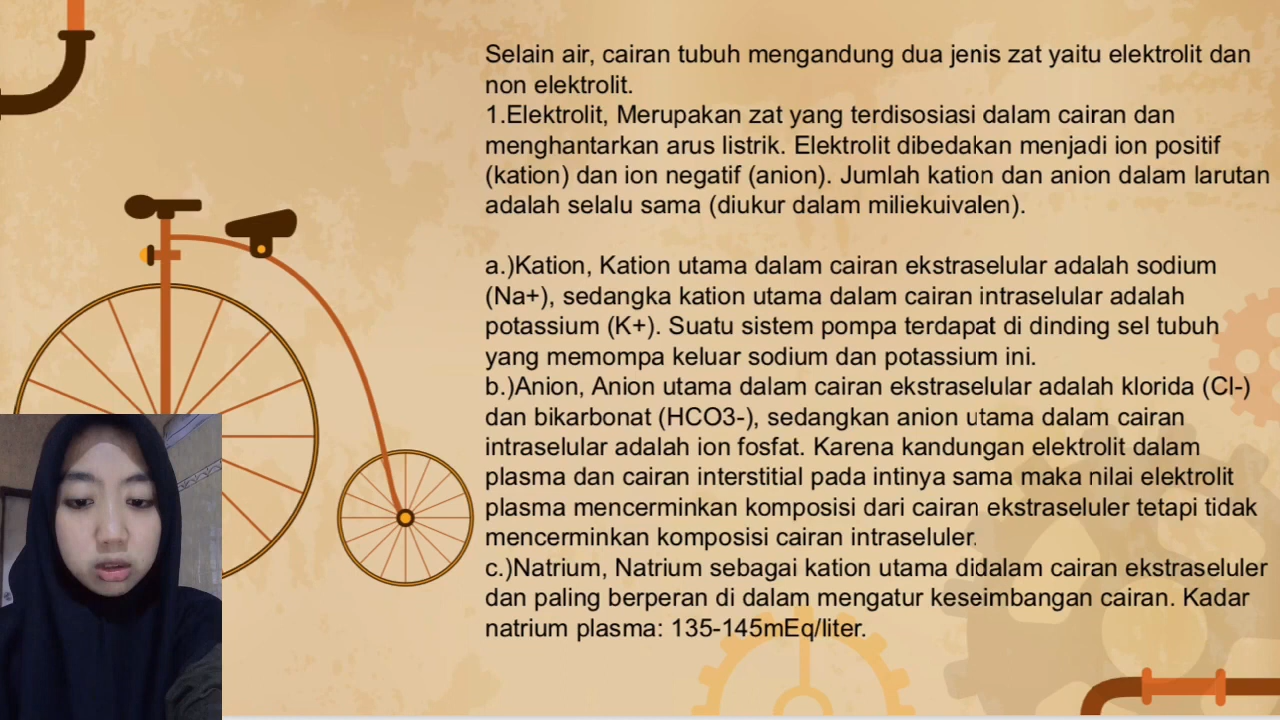 Selain air, cairan tubuh mengandung dua jenis zat yaitu elektrolit dan
non elektrolit.
1.Elektrolit, Merupakan zat yang terdisosiasi dalam cairan dan
menghantarkan arus listrik. Elektrolit dibedakan menjadi ion positif
(kation) dan ion negatif (anion). Jumlah kation dan anion dalam larutan
adalah selalu sama (diukur dalam miliekuivalen).
a.)Kation, Kation utama dalam cairan ekstraselular adalah sodium
(Na+), sedangka kation utama dalam cairan intraselular adalah
potassium (K+). Suatu sistem pompa terdapat di dinding sel tubuh
yang memompa keluar sodium dan potassium ini.
b.)Anion, Anion utama dalam cairan ekstraselular adalah klorida (Cl-)
dan bikarbonat (HCO3-), sedangkan anion utama dalam cairan
intraselular adalah ion fosfat. Karena kandungan elektrolit dalam
plasma dan cairan interstitial pada intinya sama maka nilai elektrolit
plasma mencerminkan komposisi dari cairan ekstraseluler tetapi tidak
mencerminkan komposisi cairan intraseluler.
c.)Natrium, Natrium sebagai kation utama didalam cairan ekstraseluler
dan paling berperan di dalam mengatur keseimbangan cairan. Kadar
natrium plasma: 135-145mEq/liter.